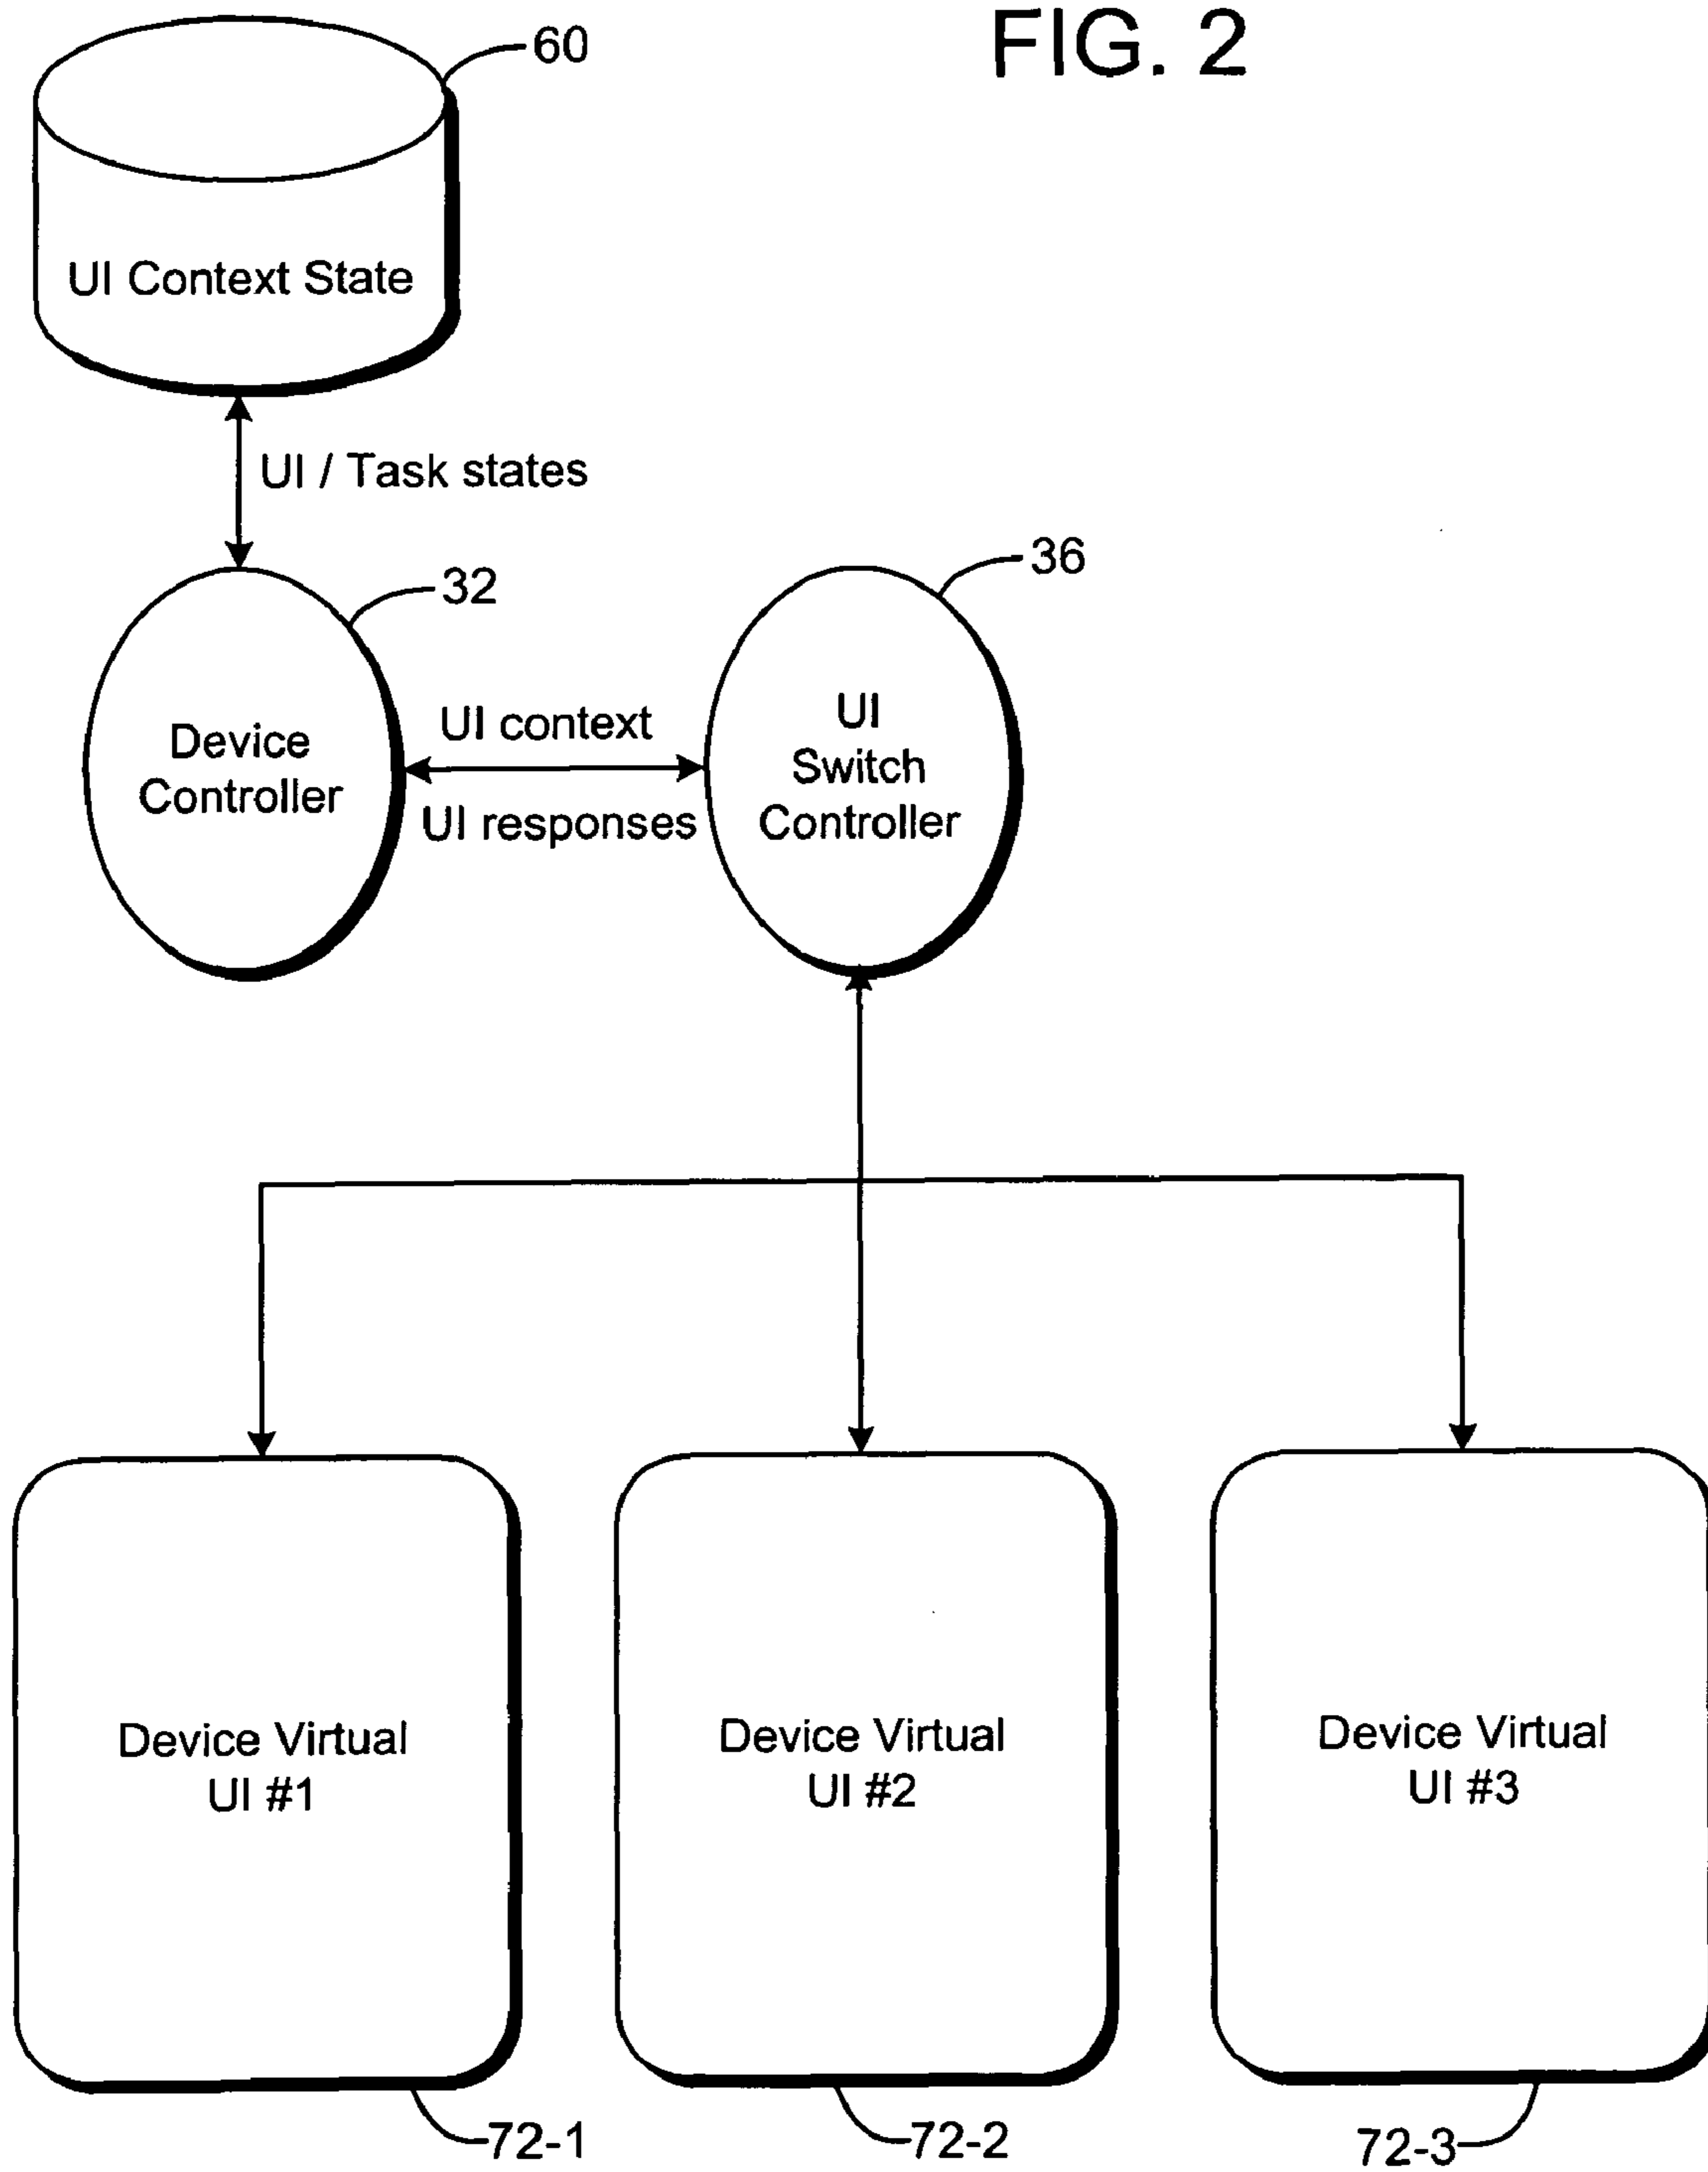 FIG. 2
60
UI Context State
UI / Task states
32
36
Device
Controller
UI context
UI responses
UI
Switch
Controller
Device Virtual
UI #1
Device Virtual
UI #2
Device Virtual
UI #3
72-1
72-2
72-3